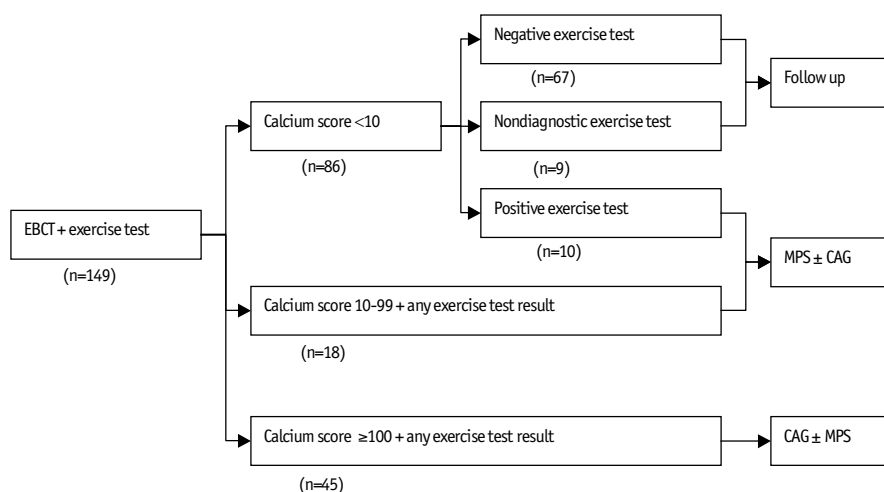 Negative exercise test
(n=67)
Follow up
Calcium score <10
(n=86)
Nondiagnostic exercise test
(n=9)
Positive exercise test
(n=10)
EBCT + exercise test
(n=149)
MPS ± CAG
Calcium score 10-99 + any exercise test result
(n=18)
Calcium score ≥100 + any exercise test result
(n=45)
CAG ± MPS